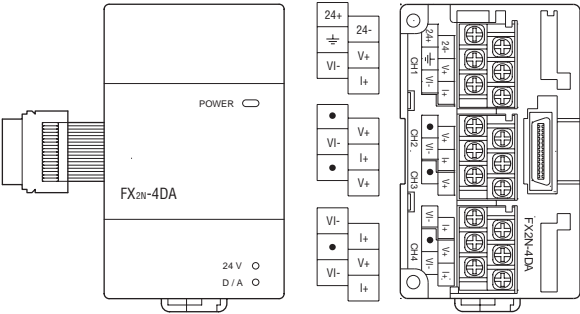 POWER
FX2N-4DA
24 V
D / A
24+
24-
VI-
V+
I+
●
V+
VI-
I+
●
V+
VI-
I+
●
V+
VI-
I+
24+
24-
VI-
V+
I+
CH1
●
V+
VI-
I+
●
V+
CH2
CH3
VI-
I+
●
V+
VI-
I+
CH4
FX2N-4DA